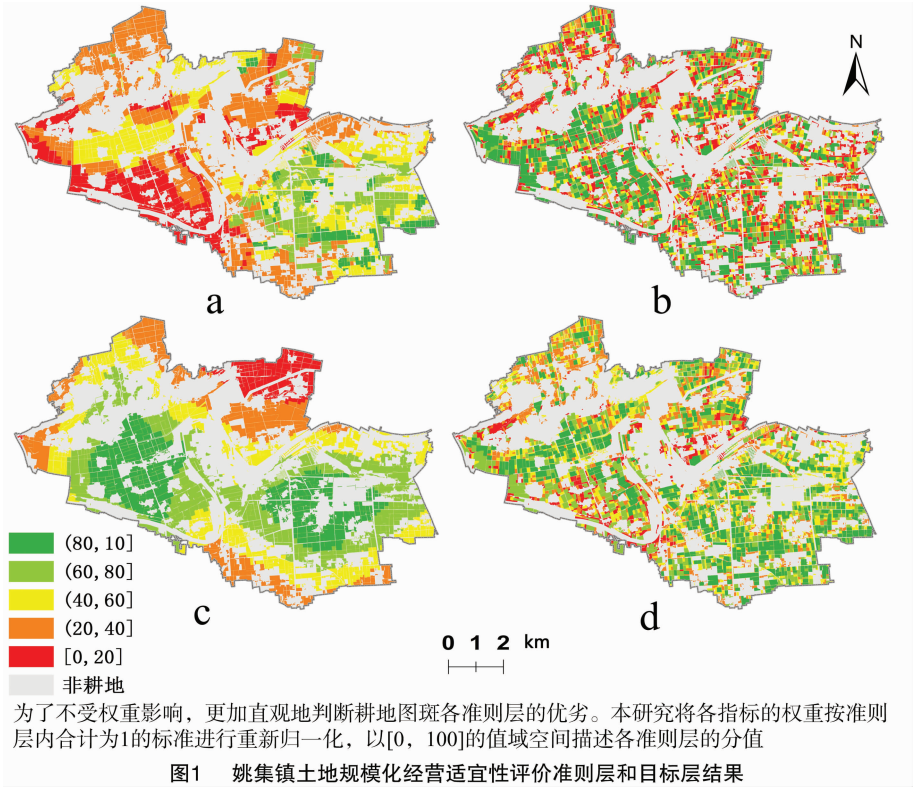 N
a
b
c
d
(80,10]
(60,80]
(40,60]
(20,40]
[0,20]
非耕地
0 1 2 km
为了不受权重影响，更加直观地判断耕地图斑各准则层的优劣。本研究将各指标的权重按准则
层内合计为1的标准进行重新归一化，以[0，100]的值域空间描述各准则层的分值
图1 姚集镇土地规模化经营适宜性评价准则层和目标层结果